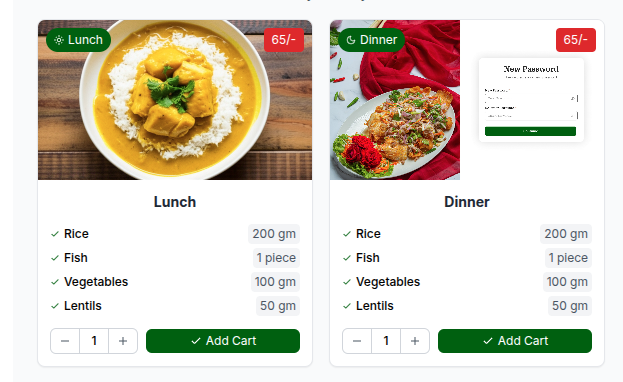 Lunch
65/-
Dinner
65/-
New Password
Lunch
Rice
200 gm
Fish
1 piece
Vegetables
100 gm
Lentils
50 gm
1
Add Cart
Dinner
Rice
200 gm
Fish
1 piece
Vegetables
100 gm
Lentils
50 gm
1
Add Cart